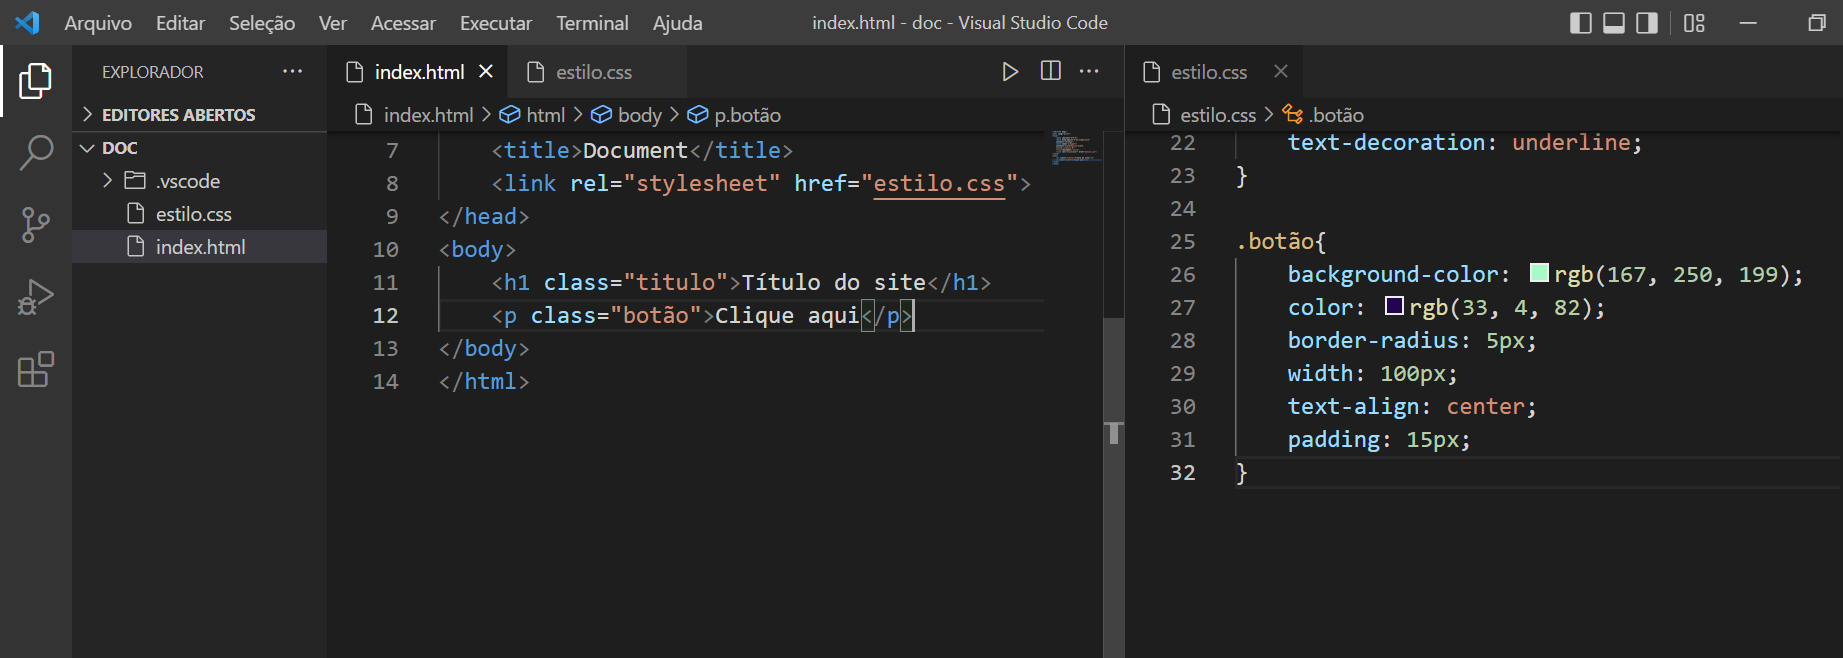 Arquivo Editar Seleção Ver Acessar Executar Terminal Ajuda index.html - doc - Visual Studio Code
EXPLORADOR ···
EDITORES ABERTOS
DOC
.vscode
estilo.css
index.html
index.html estilo.css
index.html > html > body > p.botão
7 <title>Document</title>
8 <link rel="stylesheet" href="estilo.css">
9 </head>
10 <body>
11 <h1 class="titulo">Título do site</h1>
12 <p class="botão">Clique aqui</p>
13 </body>
14 </html>
estilo.css
estilo.css > .botão
22 text-decoration: underline;
23 }
24
25 .botão{
26 background-color: rgb(167, 250, 199);
27 color: rgb(33, 4, 82);
28 border-radius: 5px;
29 width: 100px;
30 text-align: center;
31 padding: 15px;
32 }